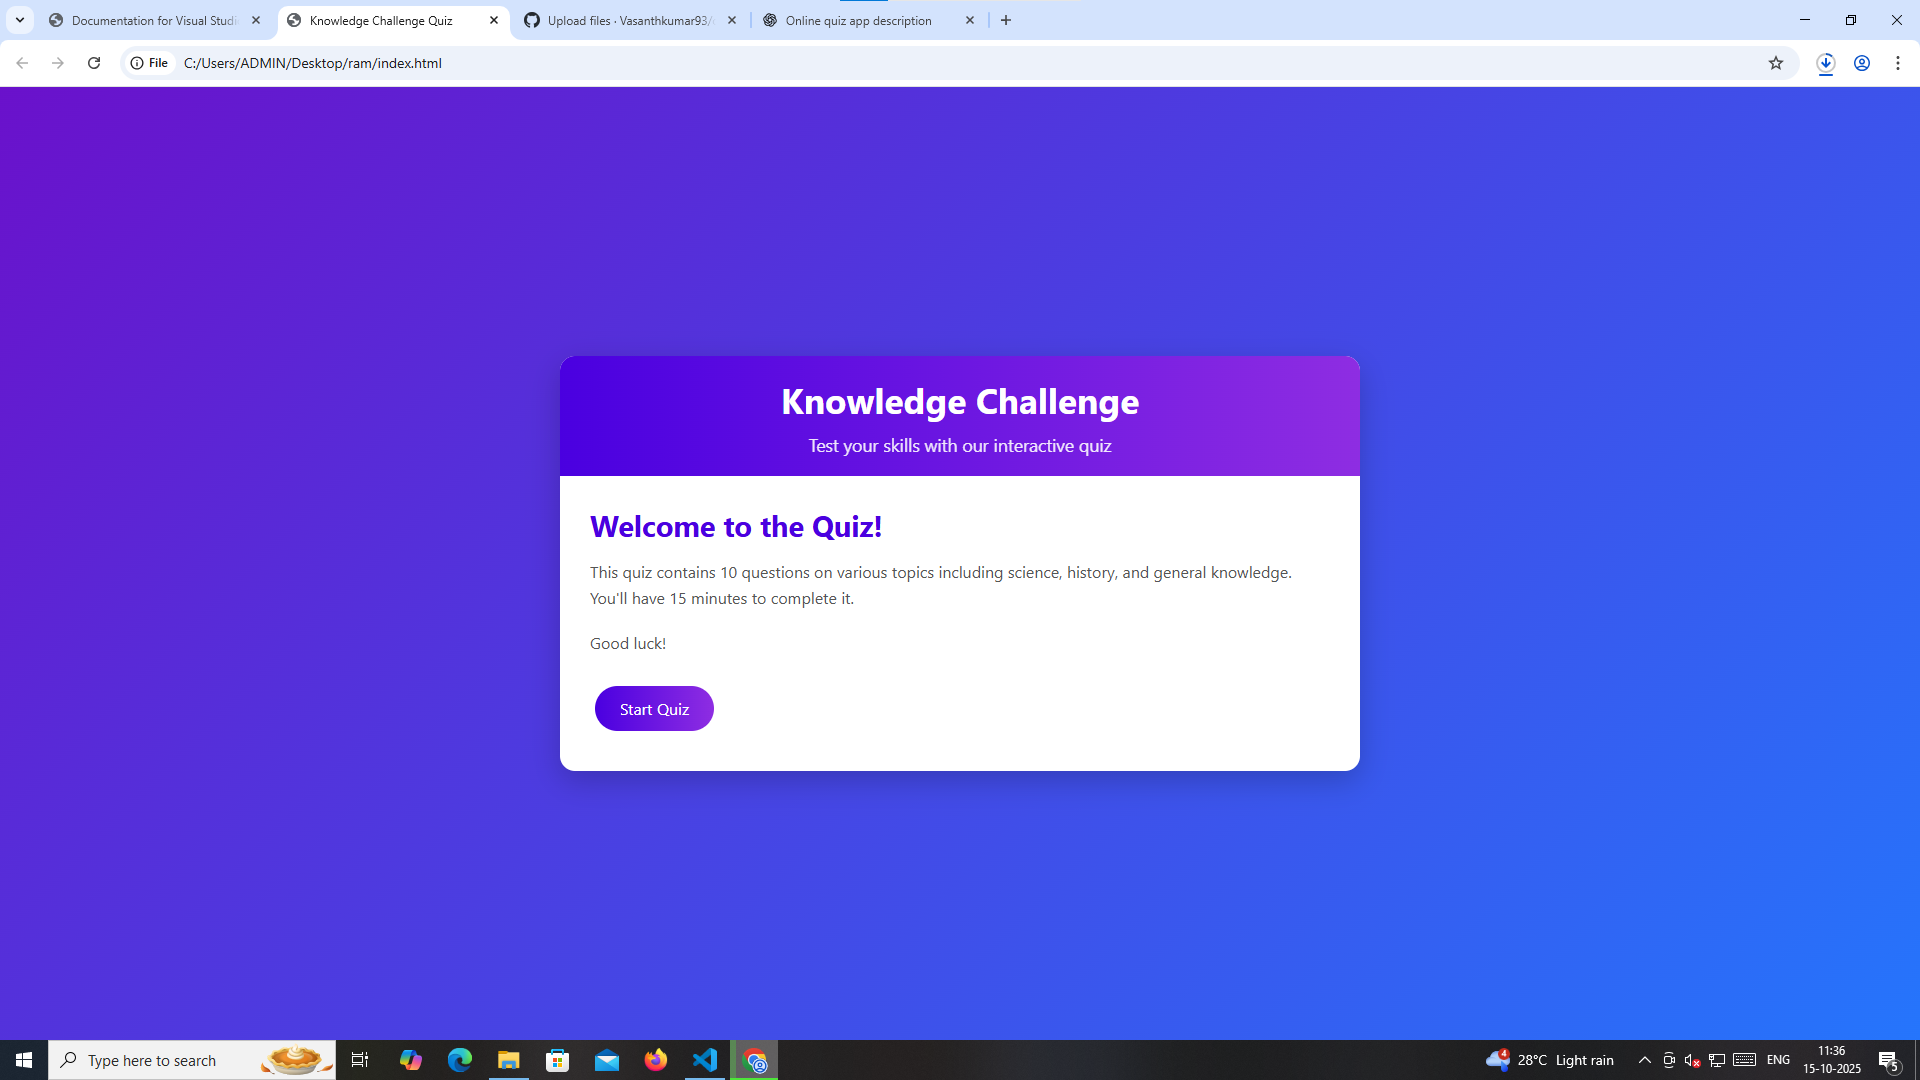 Documentation for Visual Studi
Knowledge Challenge Quiz
Upload files · Vasanthkumar93/
Online quiz app description
File
C:/Users/ADMIN/Desktop/ram/index.html
Knowledge Challenge
Test your skills with our interactive quiz
Welcome to the Quiz!
This quiz contains 10 questions on various topics including science, history, and general knowledge.
You'll have 15 minutes to complete it.
Good luck!
Start Quiz
Type here to search
4
28°C Light rain
ENG
11:36
15-10-2025
5